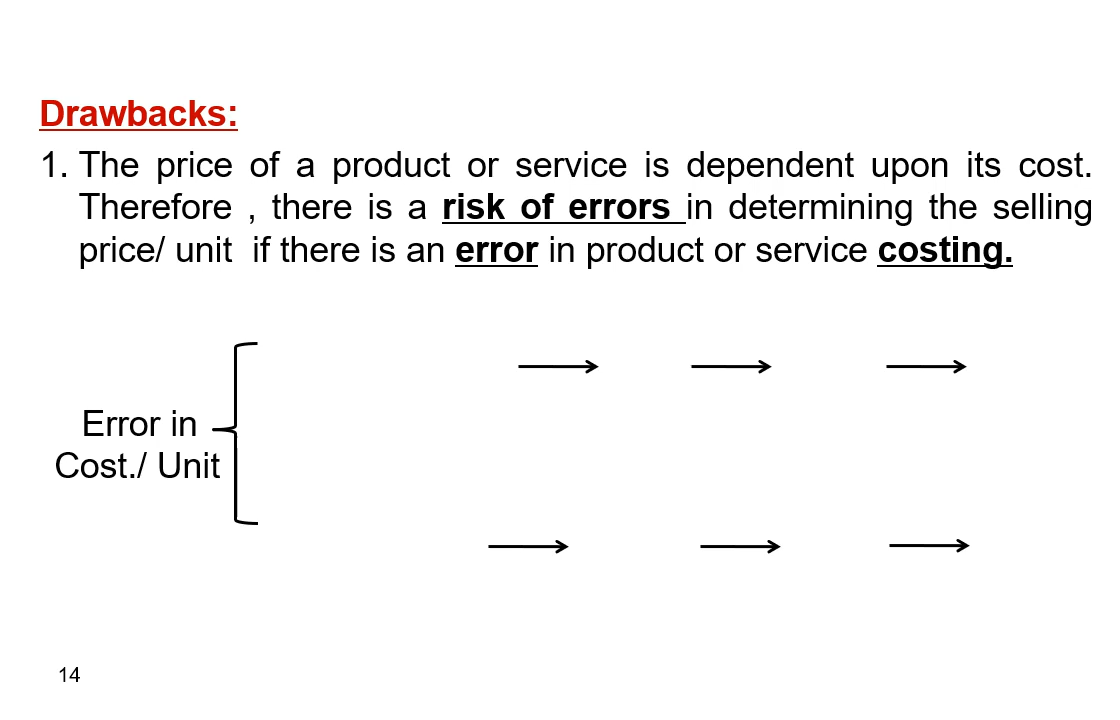 Drawbacks:
1. The price of a product or service is dependent upon its cost.
Therefore , there is a risk of errors in determining the selling
price/ unit  if there is an error in product or service costing.
Error in
Cost./ Unit
14